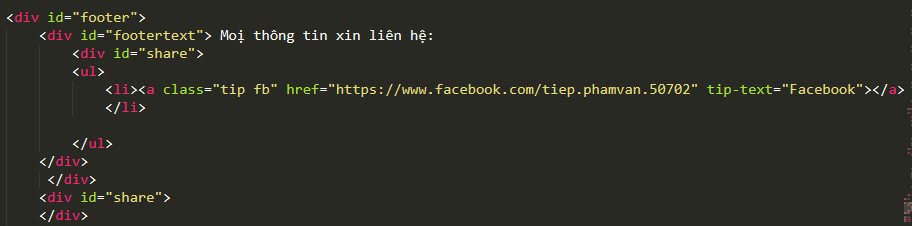 <div id="footer">
<div id="footertext"> Moị thông tin xin liên hệ:
<div id="share">
<ul>
<li><a class="tip fb" href="https://www.facebook.com/tiep.phamvan.50702" tip-text="Facebook"></a>
</li>
</ul>
</div>
</div>
<div id="share">
</div>